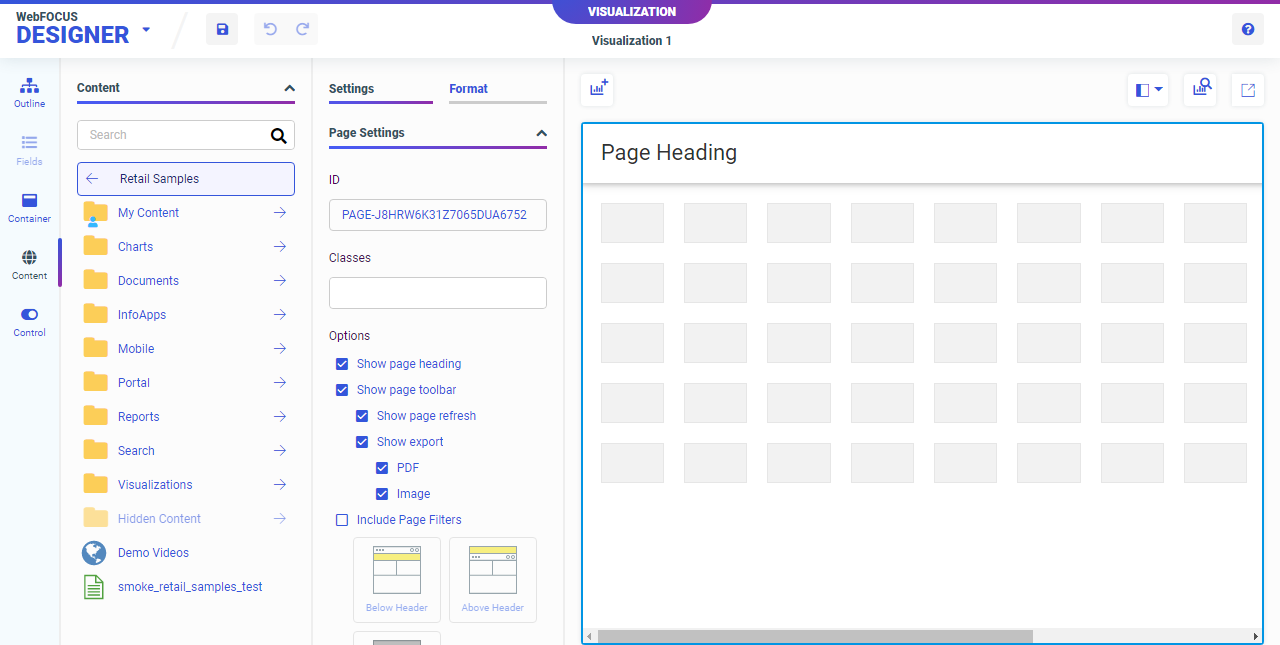 WebFOCUS
DESIGNER
VISUALIZATION
Visualization 1
Outline
Fields
Container
Content
Control
Content
Search
Retail Samples
My Content
Charts
Documents
InfoApps
Mobile
Portal
Reports
Search
Visualizations
Hidden Content
Demo Videos
smoke_retail_samples_test
Settings
Format
Page Settings
ID
PAGE-J8HRW6K31Z7065DUA6752
Classes
Options
Show page heading
Show page toolbar
Show page refresh
Show export
PDF
Image
Include Page Filters
Below Header
Above Header
Page Heading